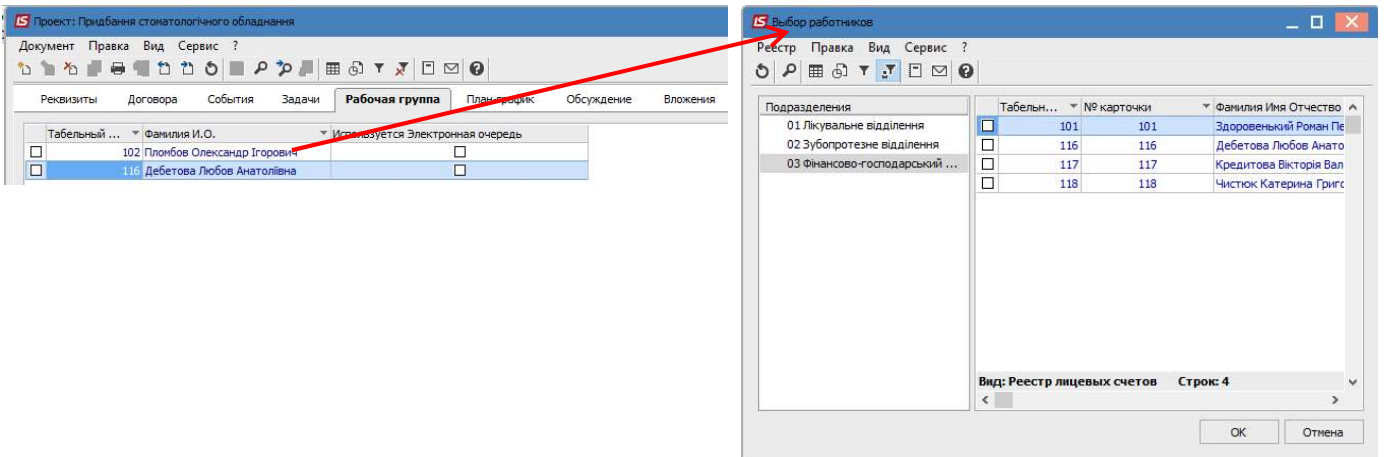 Проект: Придбання стоматологічного обладнання
Документ Правка Вид Сервис ?
Реквизиты Договора События Задачи Рабочая группа План-график Обсуждение Вложения
Табельный ... Фамилия И.О. Используется Электронная очередь
102 Пломбов Олександр Ігорович
116 Дебетова Любов Анатоліївна
Выбор работников
Реестр Правка Вид Сервис ?
Подразделения
01 Лікувальне відділення
02 Зубопротезне відділення
03 Фінансово-господарський ...
Табельн... № карточки Фамилия Имя Отчество
101 101 Здоровенький Роман Пе
116 116 Дебетова Любов Анато
117 117 Кредитова Вікторія Вал
118 118 Чистюк Катерина Григо
Вид: Реестр лицевых счетов Строк: 4
OK Отмена